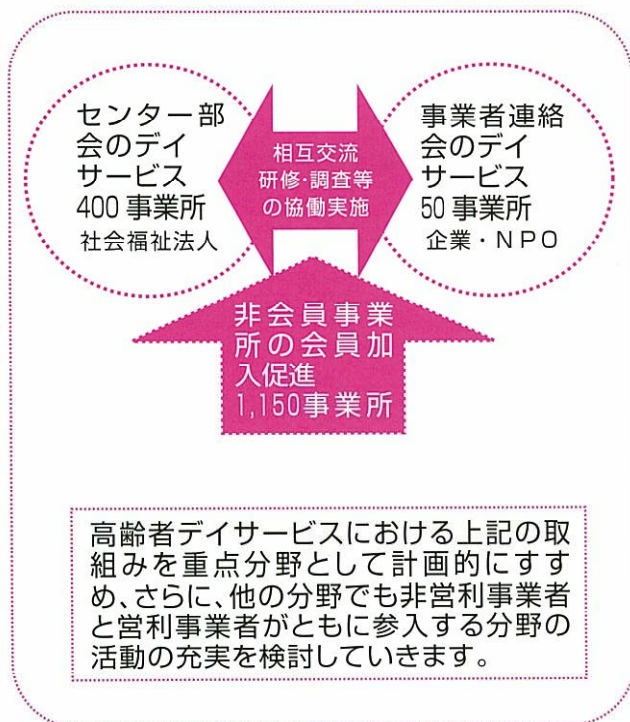 センター部
会のデイ
サービス
400事業所
社会福祉法人
相互交流
研修・調査等
の協働実施
事業者連絡
会のデイ
サービス
50事業所
企業・NPO
非会員事業
所の会員加
入促進
1,150事業所
高齢者デイサービスにおける上記の取
組みを重点分野として計画的にすす
め、さらに、他の分野でも非営利事業者
と営利事業者がともに参入する分野の
活動の充実を検討していきます。